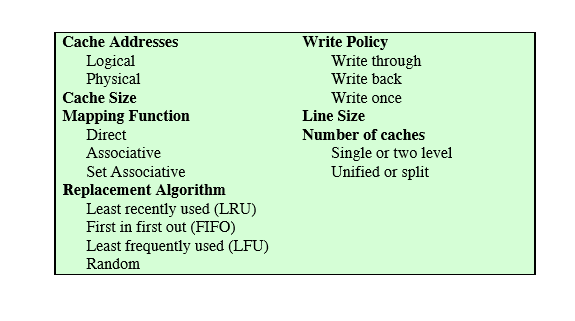 Cache Addresses
Logical
Physical
Cache Size
Mapping Function
Direct
Associative
Set Associative
Replacement Algorithm
Least recently used (LRU)
First in first out (FIFO)
Least frequently used (LFU)
Random
Write Policy
Write through
Write back
Write once
Line Size
Number of caches
Single or two level
Unified or split